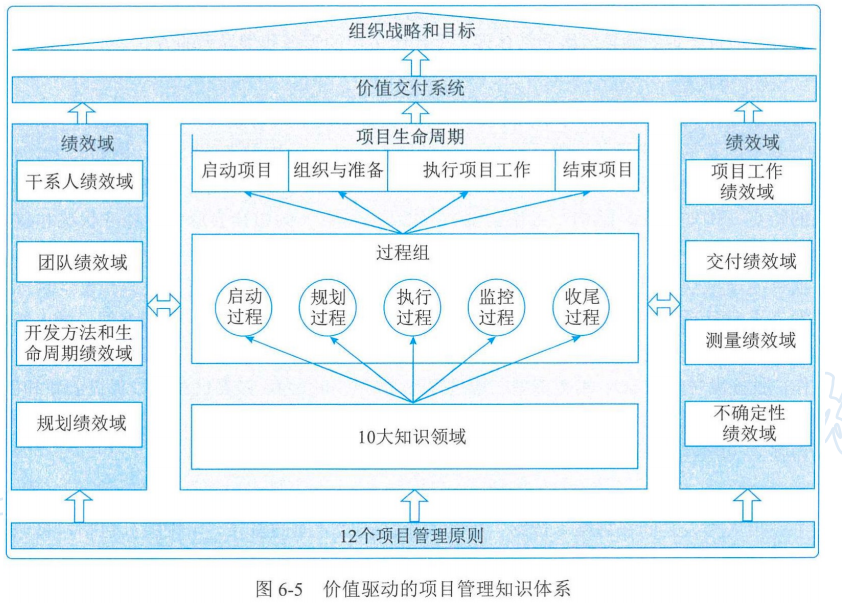 组织战略和目标
价值交付系统
绩效域
干系人绩效域
团队绩效域
开发方法和生
命周期绩效域
规划绩效域
项目生命周期
启动项目
组织与准备
执行项目工作
结束项目
过程组
启动
过程
规划
过程
执行
过程
监控
过程
收尾
过程
10大知识领域
绩效域
项目工作
绩效域
交付绩效域
测量绩效域
不确定性
绩效域
12个项目管理原则
图 6-5 价值驱动的项目管理知识体系